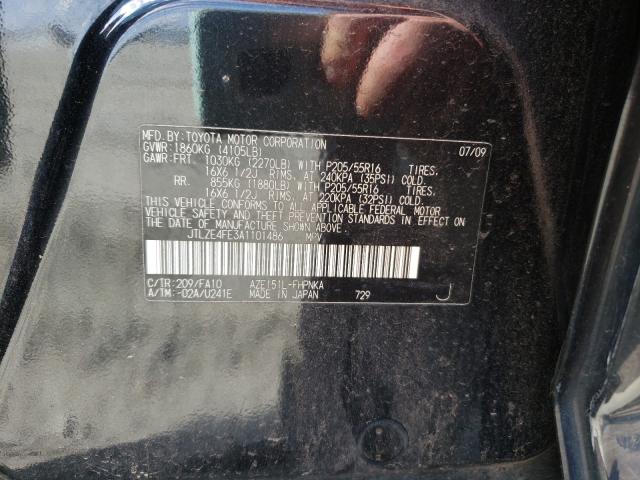 MFD. BY: TOYOTA MOTOR CORPORATION 07/09
GVWR: 1860KG (4105LB)
GAWR: FRT. 1030KG (2270LB) WITH P205/55R16 TIRES,
16X6 1/2J RIMS, AT 240KPA (35PSI) COLD.
RR. 855KG (1880LB) WITH P205/55R16 TIRES,
16X6 1/2J RIMS, AT 220KPA (32PSI) COLD.
THIS VEHICLE CONFORMS TO ALL APPLICABLE FEDERAL MOTOR
VEHICLE SAFETY AND THEFT PREVENTION STANDARDS IN EFFECT ON
THE DATE OF MANUFACTURE SHOWN ABOVE.
JTLZE4FE3A1101486 MPV
C/TR: 209/FA10 AZE151L-FHPNKA
A/TM: -02A/U241E MADE IN JAPAN 729 J